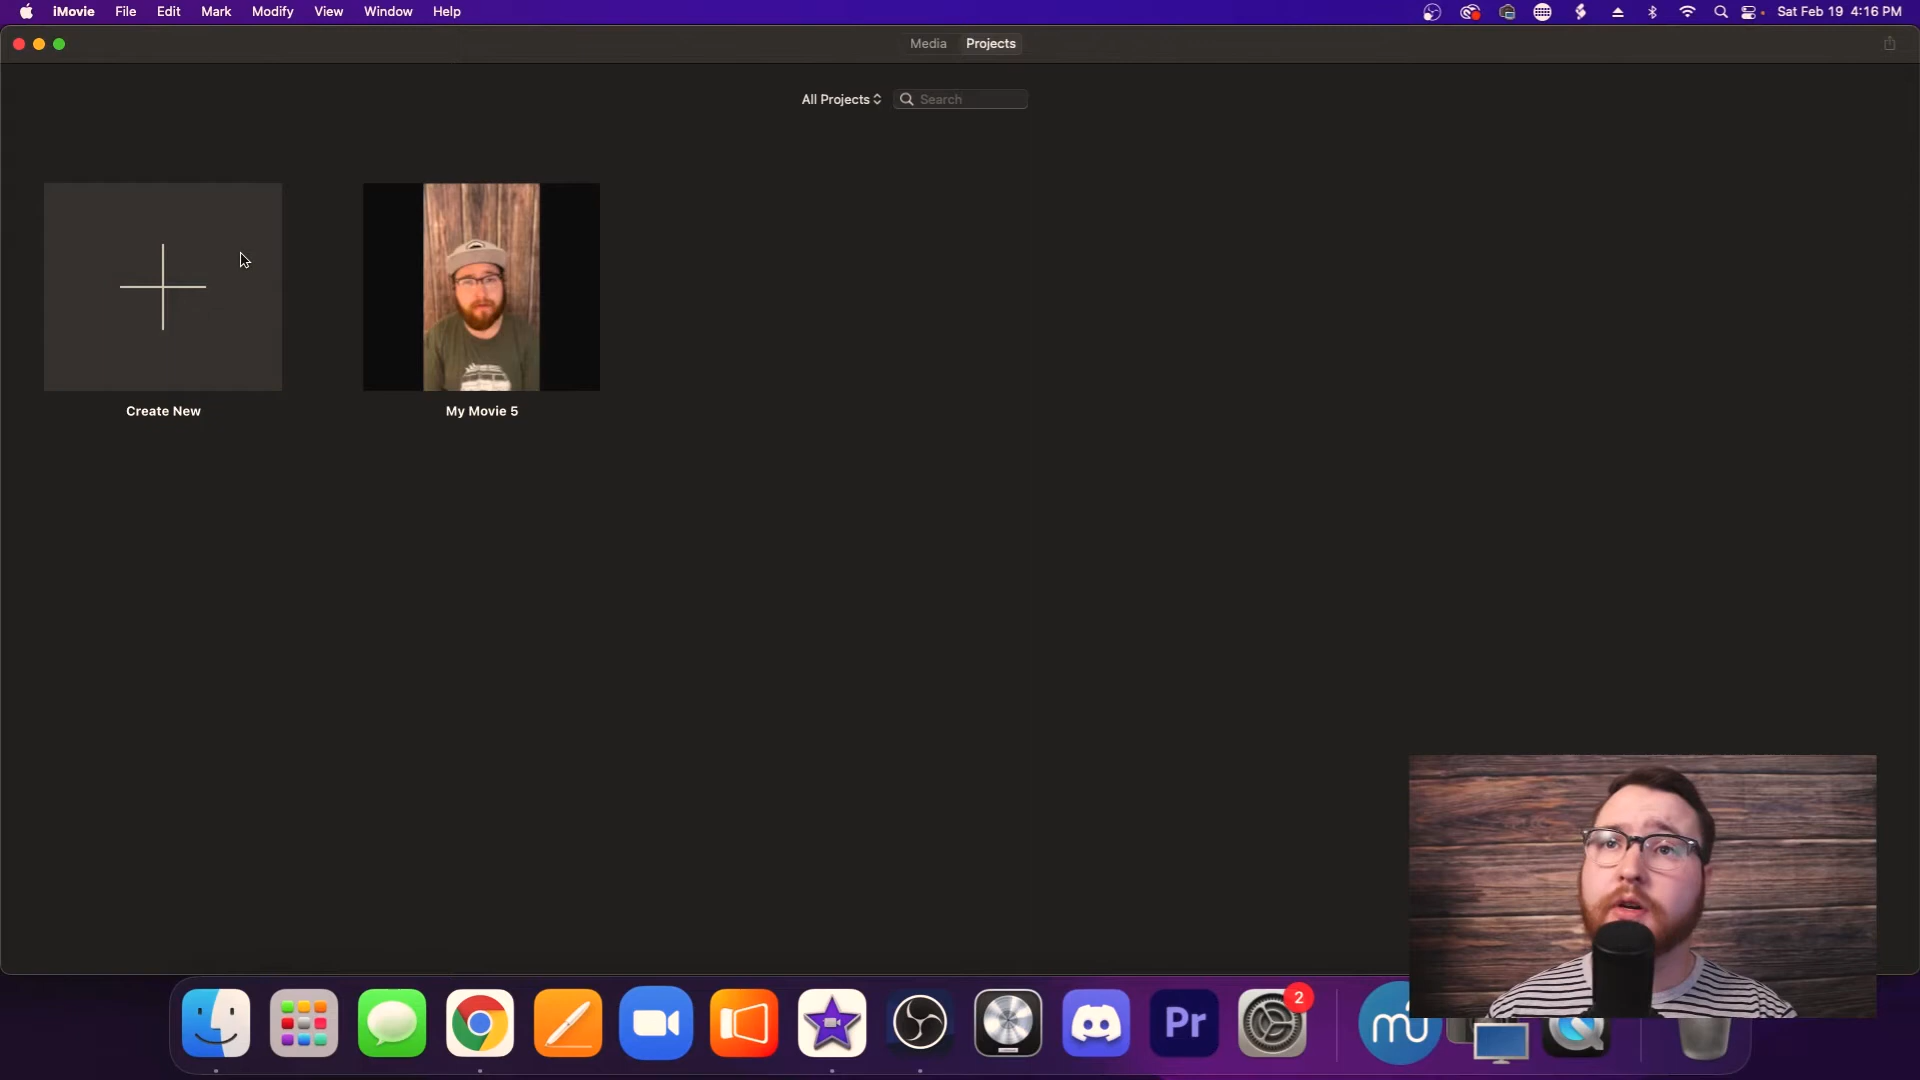 iMovie File Edit Mark Modify View Window Help Sat Feb 19 4:16 PM
Media Projects
All Projects Search
Create New My Movie 5
2
Pr